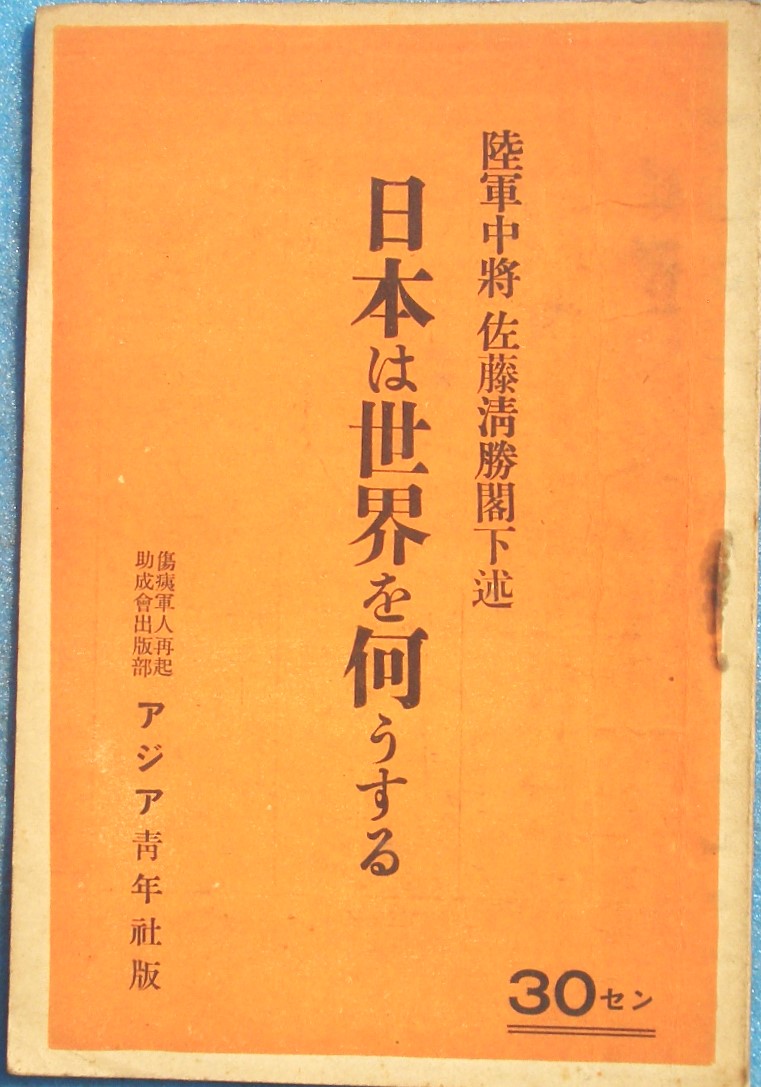 陸軍中將 佐藤淸勝閣下述
日本は世界を何うする
傷痍軍人再起
助成會出版部
アジア靑年社版
30セン